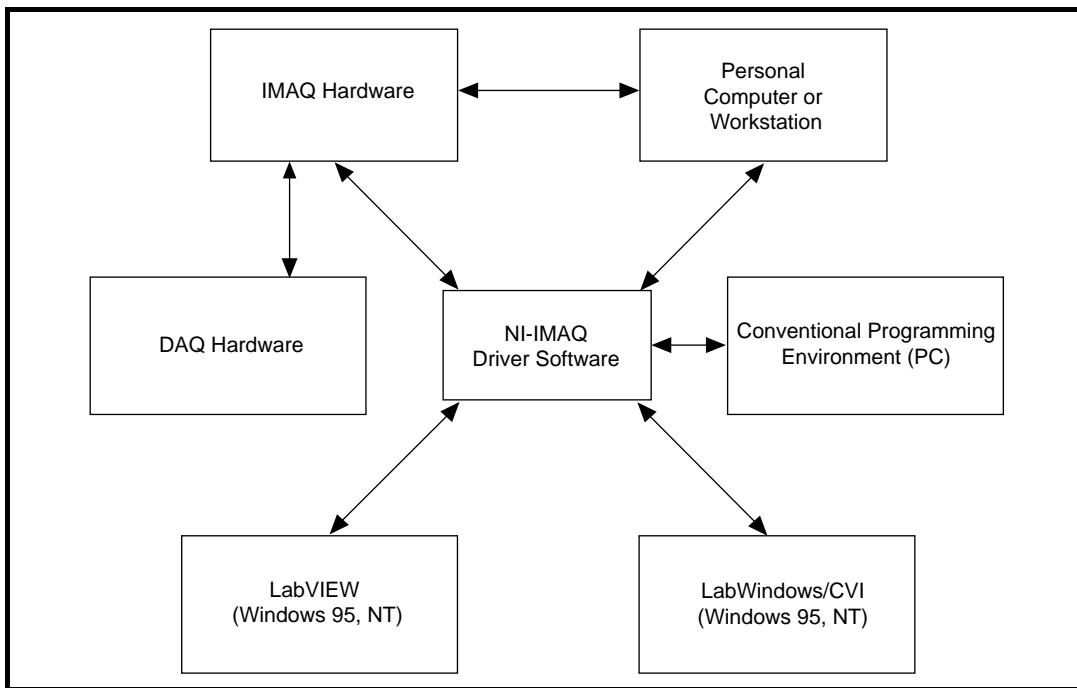 IMAQ Hardware
Personal
Computer or
Workstation
DAQ Hardware
NI-IMAQ
Driver Software
Conventional Programming
Environment (PC)
LabVIEW
(Windows 95, NT)
LabWindows/CVI
(Windows 95, NT)